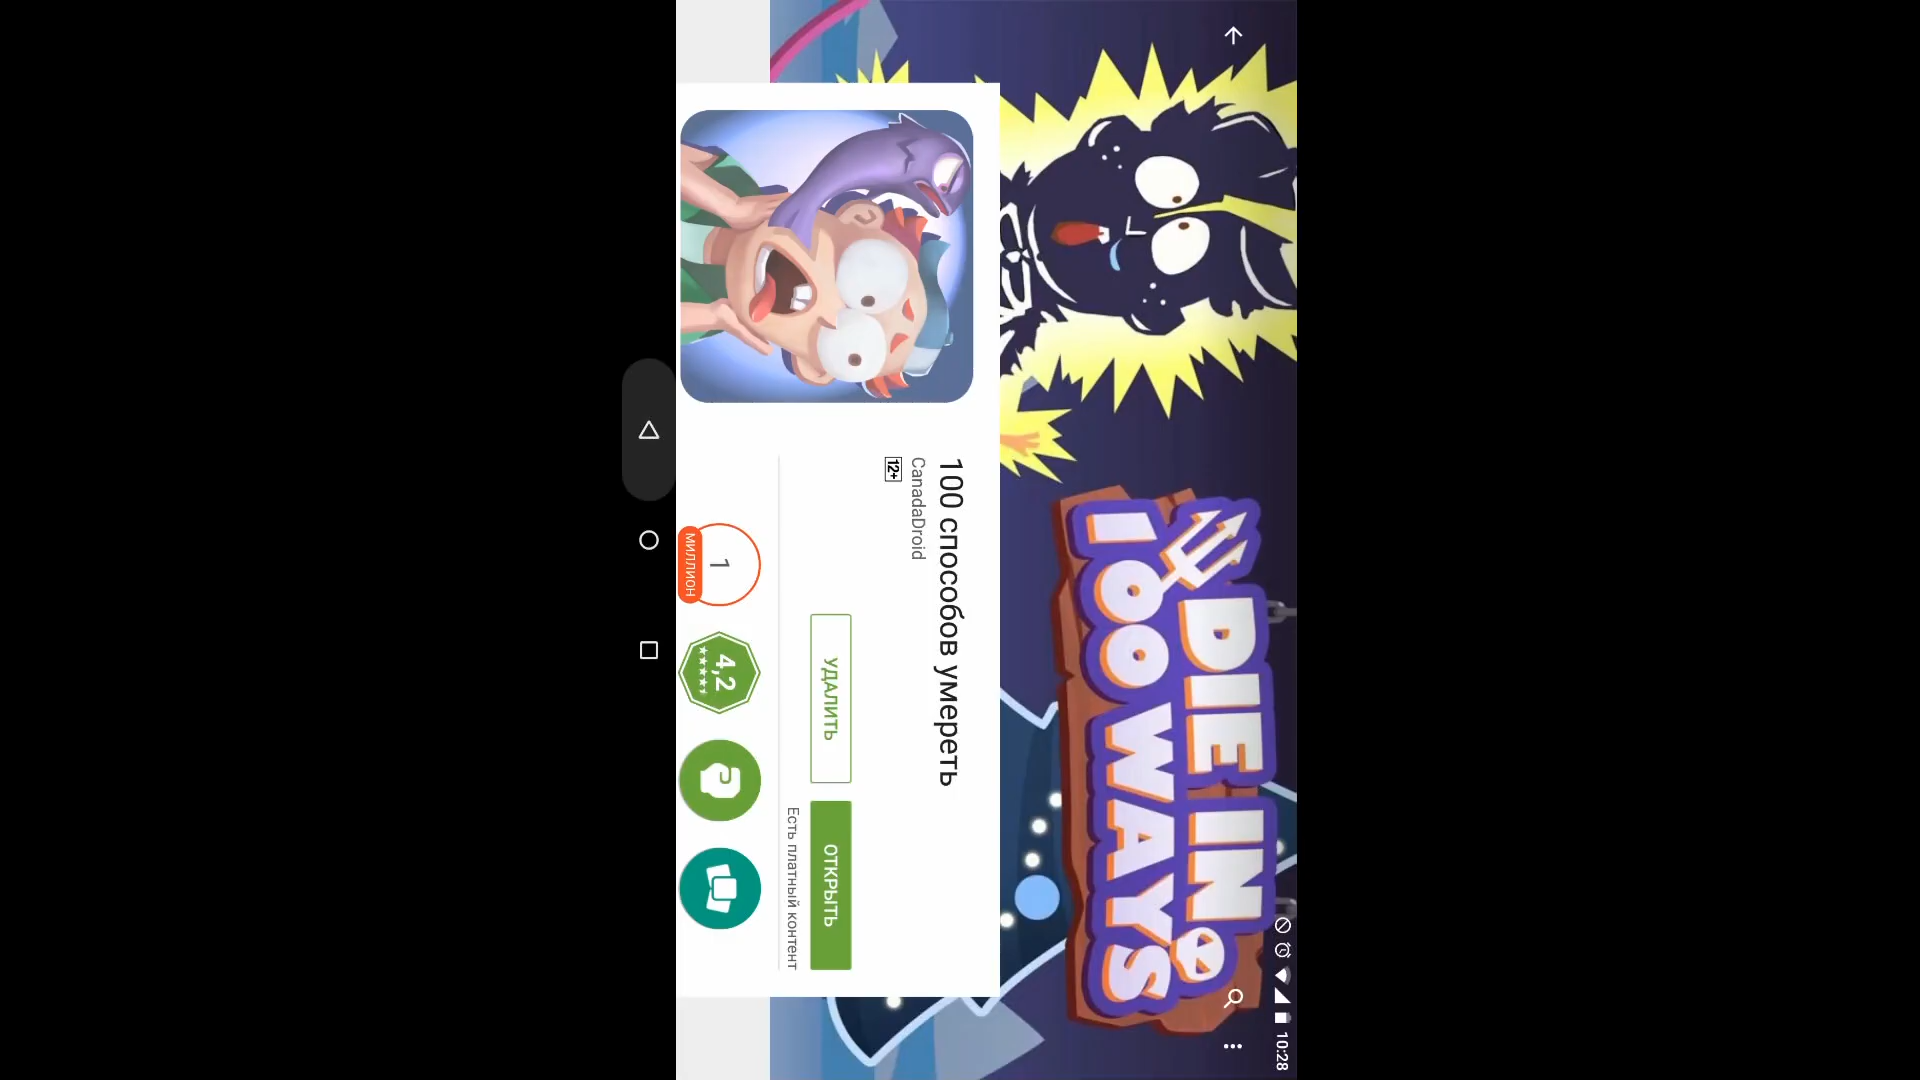 10:28
DIE IN
100 WAYS
100 способов умереть
CanadaDroid
12+
УДАЛИТЬ
ОТКРЫТЬ
Есть платный контент
1
МИЛЛИОН
4,2